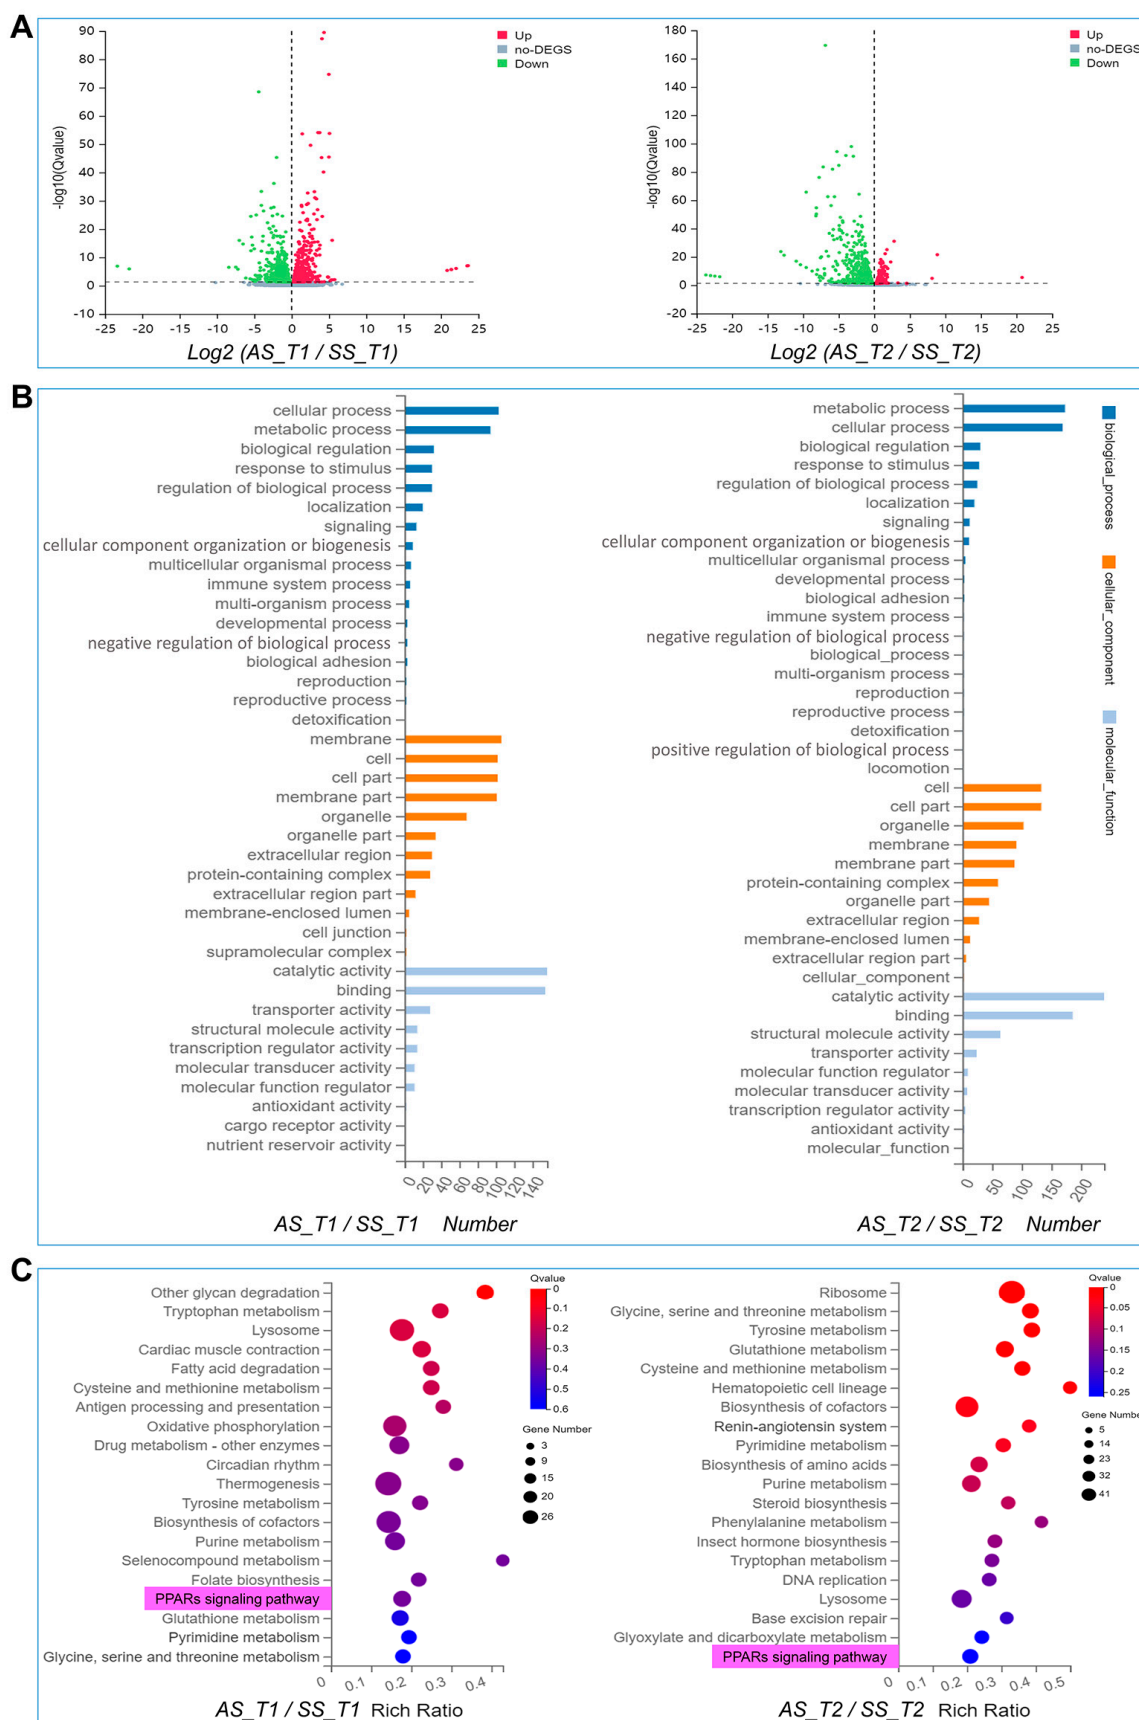 A
90
80
70
60
50
40
30
20
10
0
-10
-log10(Qvalue)
-25 -20 -15 -10 -5 0 5 10 15 20 25
Log2 (AS_T1 / SS_T1)
Up
no-DEGS
Down
180
160
140
120
100
80
60
40
20
0
-20
-log10(Qvalue)
-25 -20 -15 -10 -5 0 5 10 15 20 25
Log2 (AS_T2 / SS_T2)
Up
no-DEGS
Down
B
cellular process
metabolic process
biological regulation
response to stimulus
regulation of biological process
localization
signaling
cellular component organization or biogenesis
multicellular organismal process
immune system process
multi-organism process
developmental process
negative regulation of biological process
biological adhesion
reproduction
reproductive process
detoxification
membrane
cell
cell part
membrane part
organelle
organelle part
extracellular region
protein-containing complex
extracellular region part
membrane-enclosed lumen
cell junction
supramolecular complex
catalytic activity
binding
transporter activity
structural molecule activity
transcription regulator activity
molecular transducer activity
molecular function regulator
antioxidant activity
cargo receptor activity
nutrient reservoir activity
0 20 40 60 80 100 120 140
AS_T1 / SS_T1 Number
metabolic process
cellular process
biological regulation
response to stimulus
regulation of biological process
localization
signaling
cellular component organization or biogenesis
multicellular organismal process
developmental process
biological adhesion
immune system process
negative regulation of biological process
biological_process
multi-organism process
reproduction
reproductive process
detoxification
positive regulation of biological process
locomotion
cell
cell part
organelle
membrane
membrane part
protein-containing complex
organelle part
extracellular region
membrane-enclosed lumen
extracellular region part
cellular_component
catalytic activity
binding
structural molecule activity
transporter activity
molecular function regulator
molecular transducer activity
transcription regulator activity
antioxidant activity
molecular_function
0 50 100 150 200
AS_T2 / SS_T2 Number
biological_process
cellular_component
molecular_function
C
Other glycan degradation
Tryptophan metabolism
Lysosome
Cardiac muscle contraction
Fatty acid degradation
Cysteine and methionine metabolism
Antigen processing and presentation
Oxidative phosphorylation
Drug metabolism - other enzymes
Circadian rhythm
Thermogenesis
Tyrosine metabolism
Biosynthesis of cofactors
Purine metabolism
Selenocompound metabolism
Folate biosynthesis
PPARs signaling pathway
Glutathione metabolism
Pyrimidine metabolism
Glycine, serine and threonine metabolism
0 0.1 0.2 0.3 0.4
AS_T1 / SS_T1 Rich Ratio
Qvalue
0
0.1
0.2
0.3
0.4
0.5
0.6
Gene Number
3
9
15
20
26
Ribosome
Glycine, serine and threonine metabolism
Tyrosine metabolism
Glutathione metabolism
Cysteine and methionine metabolism
Hematopoietic cell lineage
Biosynthesis of cofactors
Renin-angiotensin system
Pyrimidine metabolism
Biosynthesis of amino acids
Purine metabolism
Steroid biosynthesis
Phenylalanine metabolism
Insect hormone biosynthesis
Tryptophan metabolism
DNA replication
Lysosome
Base excision repair
Glyoxylate and dicarboxylate metabolism
PPARs signaling pathway
0 0.1 0.2 0.3 0.4 0.5
AS_T2 / SS_T2 Rich Ratio
Qvalue
0
0.05
0.1
0.15
0.2
0.25
Gene Number
5
14
23
32
41